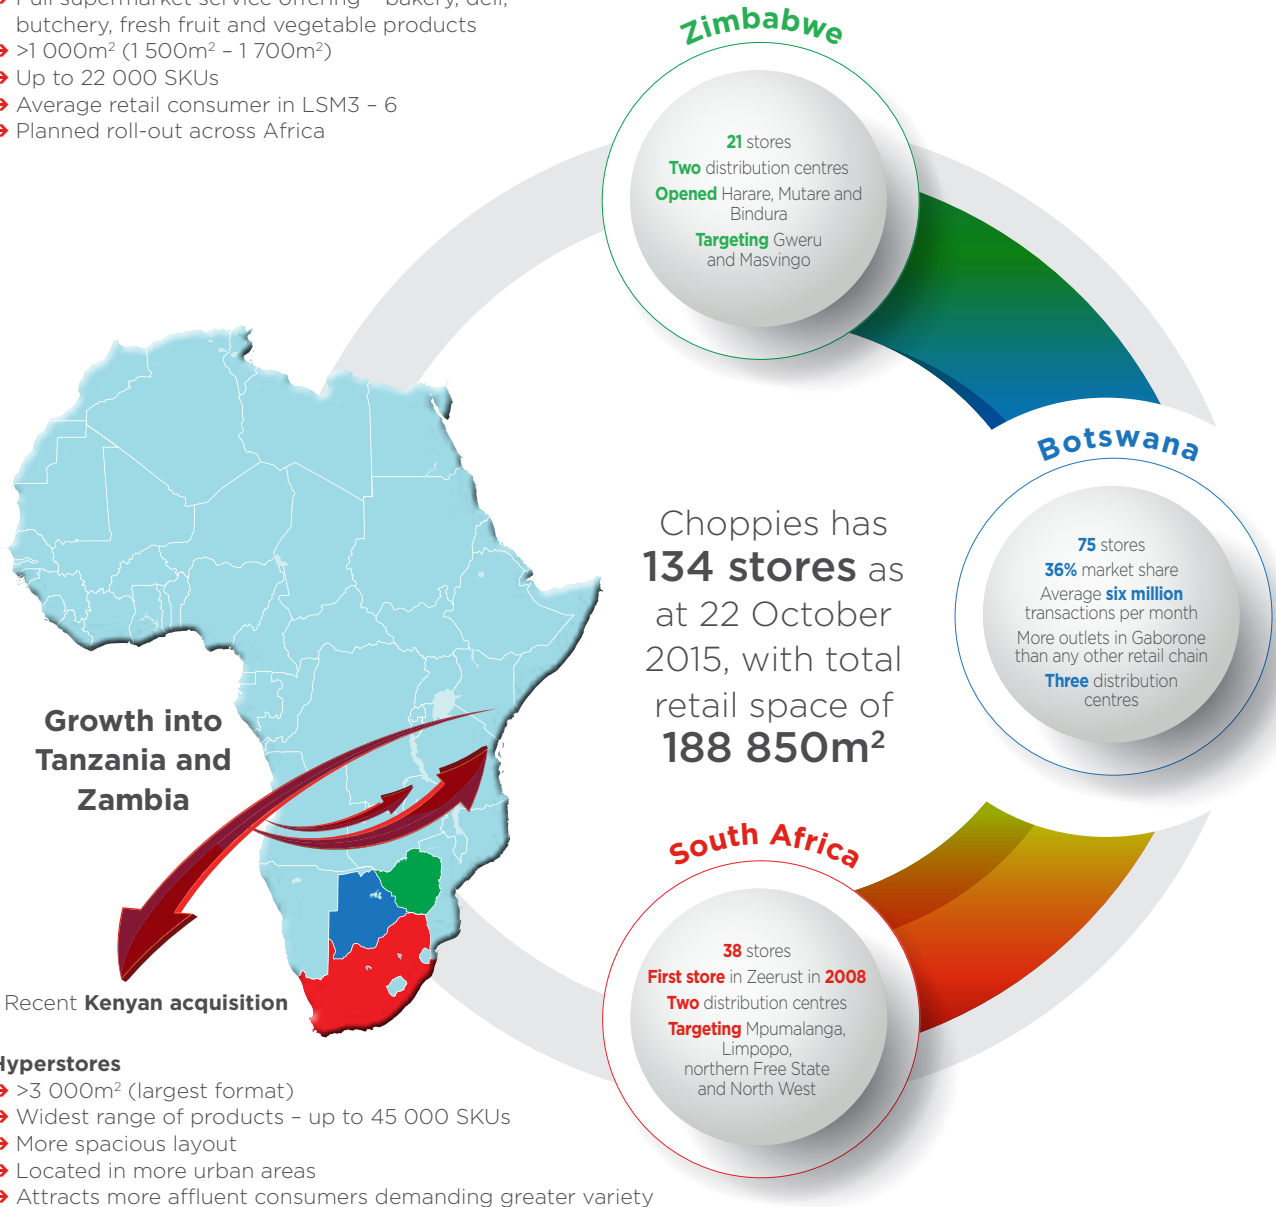 Full supermarket service offering – bakery, deli,
butchery, fresh fruit and vegetable products
>1 000m² (1 500m² – 1 700m²)
Up to 22 000 SKUs
Average retail consumer in LSM3 – 6
Planned roll-out across Africa
Zimbabwe
21 stores
Two distribution centres
Opened Harare, Mutare and
Bindura
Targeting Gweru
and Masvingo
Botswana
75 stores
36% market share
Average six million
transactions per month
More outlets in Gaborone
than any other retail chain
Three distribution
centres
Choppies has
134 stores as
at 22 October
2015, with total
retail space of
188 850m²
Growth into
Tanzania and
Zambia
Recent Kenyan acquisition
South Africa
38 stores
First store in Zeerust in 2008
Two distribution centres
Targeting Mpumalanga,
Limpopo,
northern Free State
and North West
Hyperstores
>3 000m² (largest format)
Widest range of products – up to 45 000 SKUs
More spacious layout
Located in more urban areas
Attracts more affluent consumers demanding greater variety